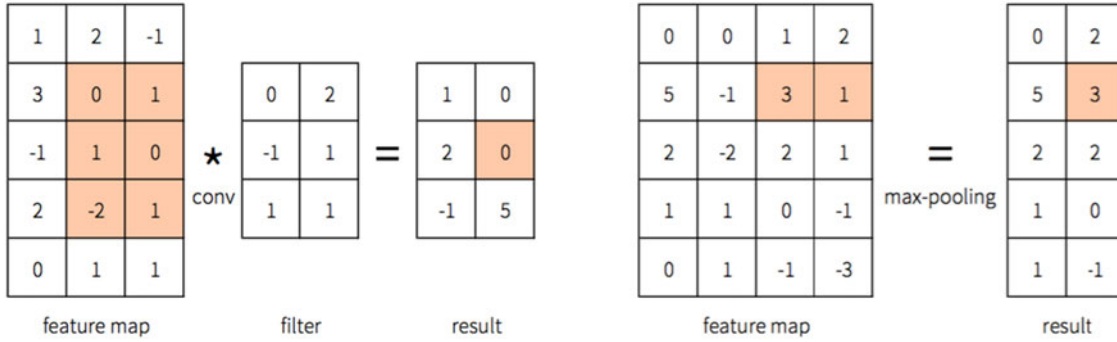 1 2 -1 0 0 1 2 0 2
3 0 1 0 2 1 0 5 -1 3 1 5 3
-1 1 0 * -1 1 = 2 0 2 -2 2 1 = 2 2
conv max-pooling
2 -2 1 1 1 -1 5 1 1 0 -1 1 0
0 1 1 0 1 -1 -3 1 -1
feature map filter result feature map result